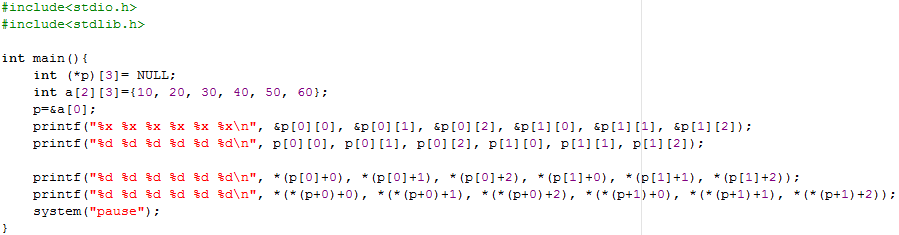 #include<stdio.h>
#include<stdlib.h>
int main(){
int (*p)[3]= NULL;
int a[2][3]={10, 20, 30, 40, 50, 60};
p=&a[0];
printf("%x %x %x %x %x %x\n", &p[0][0], &p[0][1], &p[0][2], &p[1][0], &p[1][1], &p[1][2]);
printf("%d %d %d %d %d %d\n", p[0][0], p[0][1], p[0][2], p[1][0], p[1][1], p[1][2]);
printf("%d %d %d %d %d %d\n", *(p[0]+0), *(p[0]+1), *(p[0]+2), *(p[1]+0), *(p[1]+1), *(p[1]+2));
printf("%d %d %d %d %d %d\n", *(*(p+0)+0), *(*(p+0)+1), *(*(p+0)+2), *(*(p+1)+0), *(*(p+1)+1), *(*(p+1)+2));
system("pause");
}